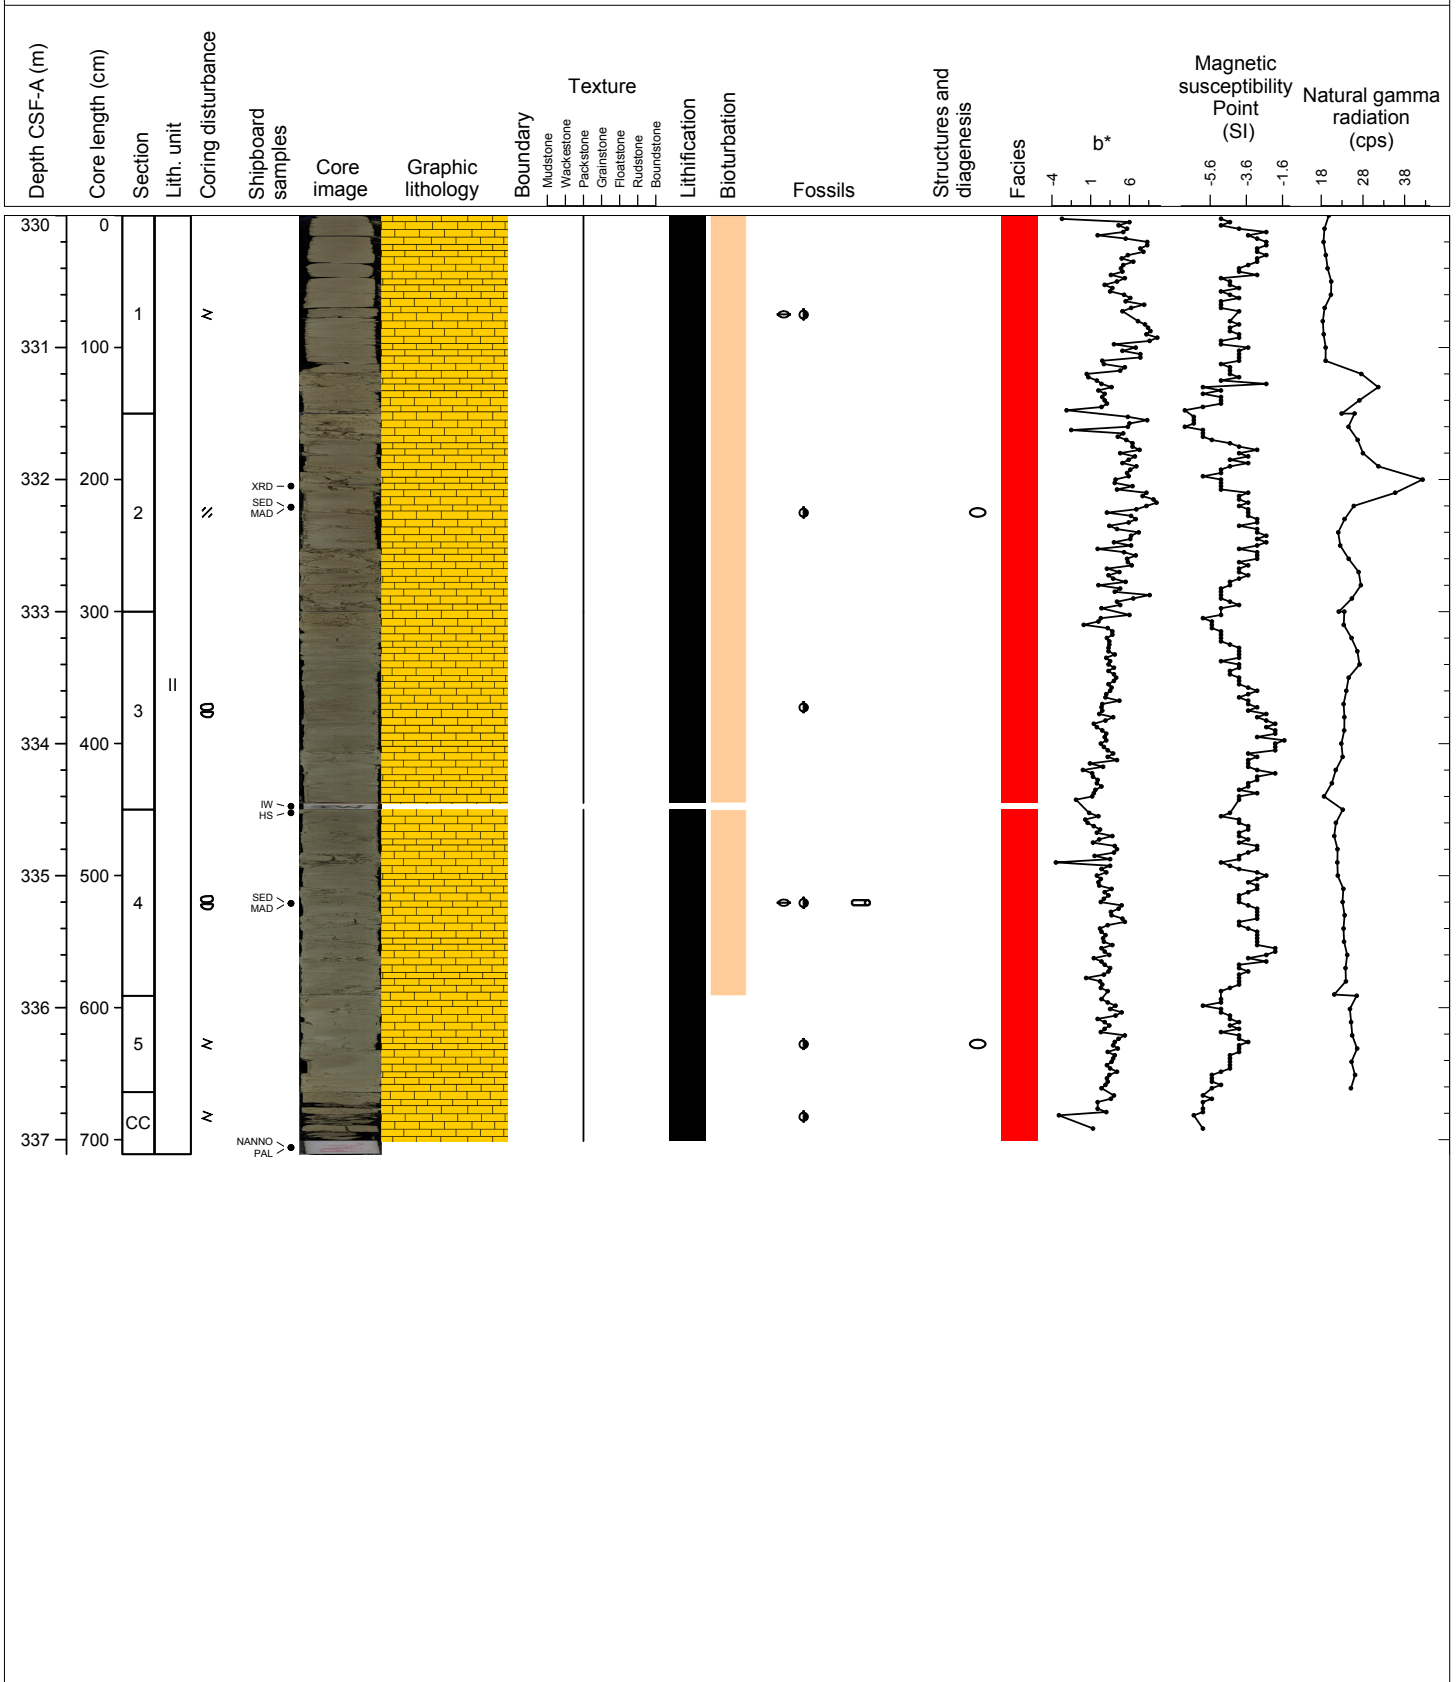 Depth CSF-A (m)
Core length (cm)
Section
Lith. unit
Coring disturbance
Shipboard
samples
Core
image
Graphic
lithology
Boundary
Texture
Mudstone
Wackestone
Packstone
Grainstone
Floatstone
Rudstone
Boundstone
Lithification
Bioturbation
Fossils
Structures and
diagenesis
Facies
b*
-4
1
6
Magnetic
susceptibility
Point
(SI)
-5.6
-3.6
-1.6
Natural gamma
radiation
(cps)
18
28
38
330
0
1
331
100
332
200
XRD
SED
MAD
2
333
300
II
3
334
400
IW
HS
335
500
SED
MAD
4
336
600
5
CC
337
700
NANNO
PAL